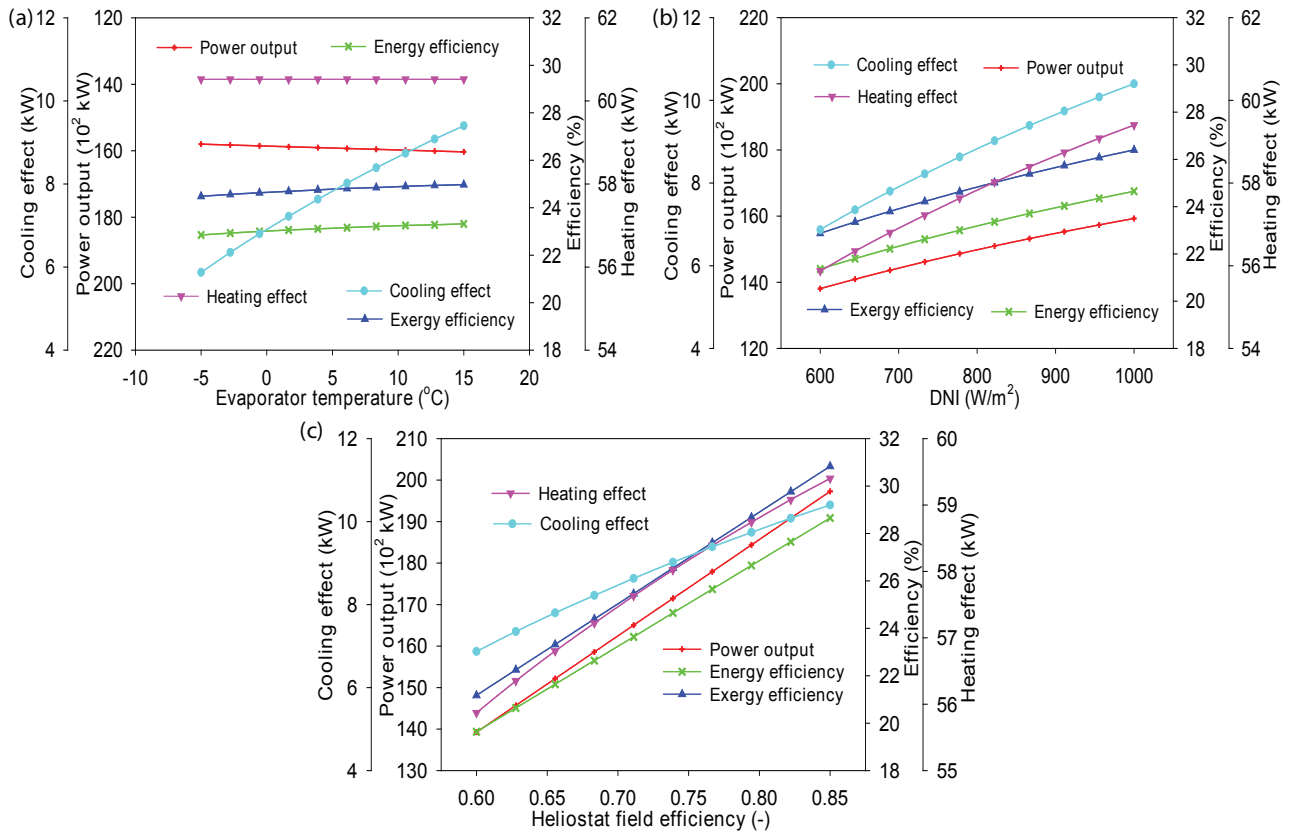 (a)
12
10
8
6
4
Cooling effect (kW)
120
140
160
180
200
220
Power output (10² kW)
Power output
Energy efficiency
Heating effect
Cooling effect
Exergy efficiency
32
30
28
26
24
22
20
18
Efficiency (%)
62
60
58
56
54
Heating effect (kW)
-10 -5 0 5 10 15 20
Evaporator temperature (°C)
(b)
12
10
8
6
4
Cooling effect (kW)
220
200
180
160
140
120
Power output (10² kW)
Cooling effect
Power output
Heating effect
Exergy efficiency
Energy efficiency
32
30
28
26
24
22
20
18
Efficiency (%)
62
60
58
56
54
Heating effect (kW)
600 700 800 900 1000
DNI (W/m²)
(c)
12
10
8
6
4
Cooling effect (kW)
210
200
190
180
170
160
150
140
130
Power output (10² kW)
Heating effect
Cooling effect
Power output
Energy efficiency
Exergy efficiency
32
30
28
26
24
22
20
18
Efficiency (%)
60
59
58
57
56
55
Heating effect (kW)
0.60 0.65 0.70 0.75 0.80 0.85
Heliostat field efficiency (-)